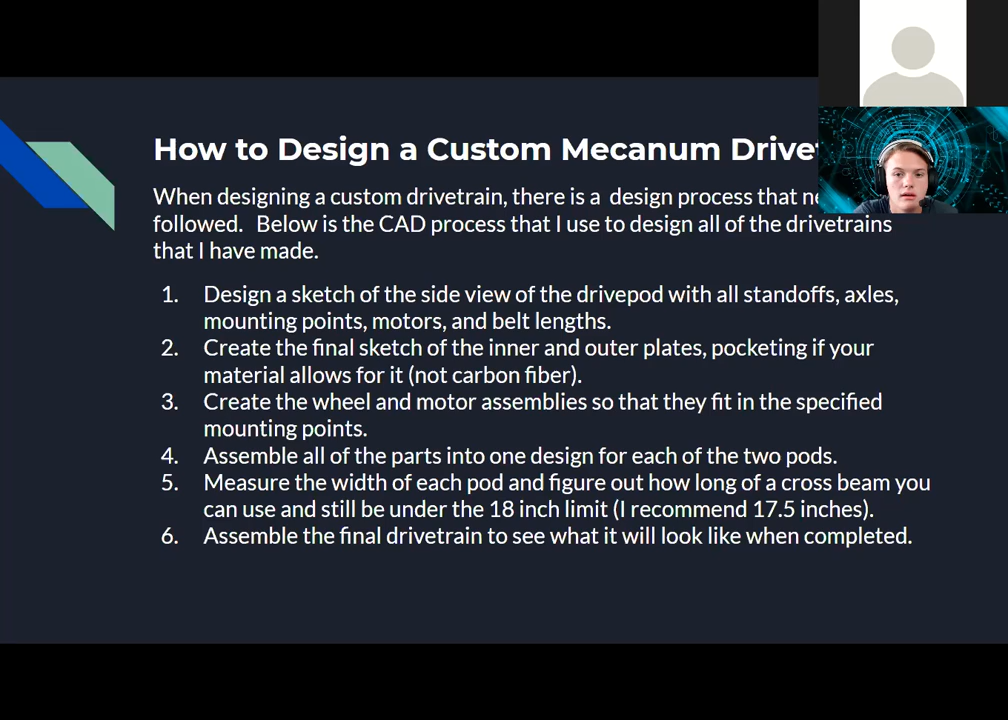 How to Design a Custom Mecanum
When designing a custom drivetrain, there is a design process that
followed. Below is the CAD process that I use to design all of the drivetrains
that I have made.
1. Design a sketch of the side view of the drivepod with all standoffs, axles,
mounting points, motors, and belt lengths.
2. Create the final sketch of the inner and outer plates, pocketing if your
material allows for it (not carbon fiber).
3. Create the wheel and motor assemblies so that they fit in the specified
mounting points.
4. Assemble all of the parts into one design for each of the two pods.
5. Measure the width of each pod and figure out how long of a cross beam you
can use and still be under the 18 inch limit (I recommend 17.5 inches).
6. Assemble the final drivetrain to see what it will look like when completed.